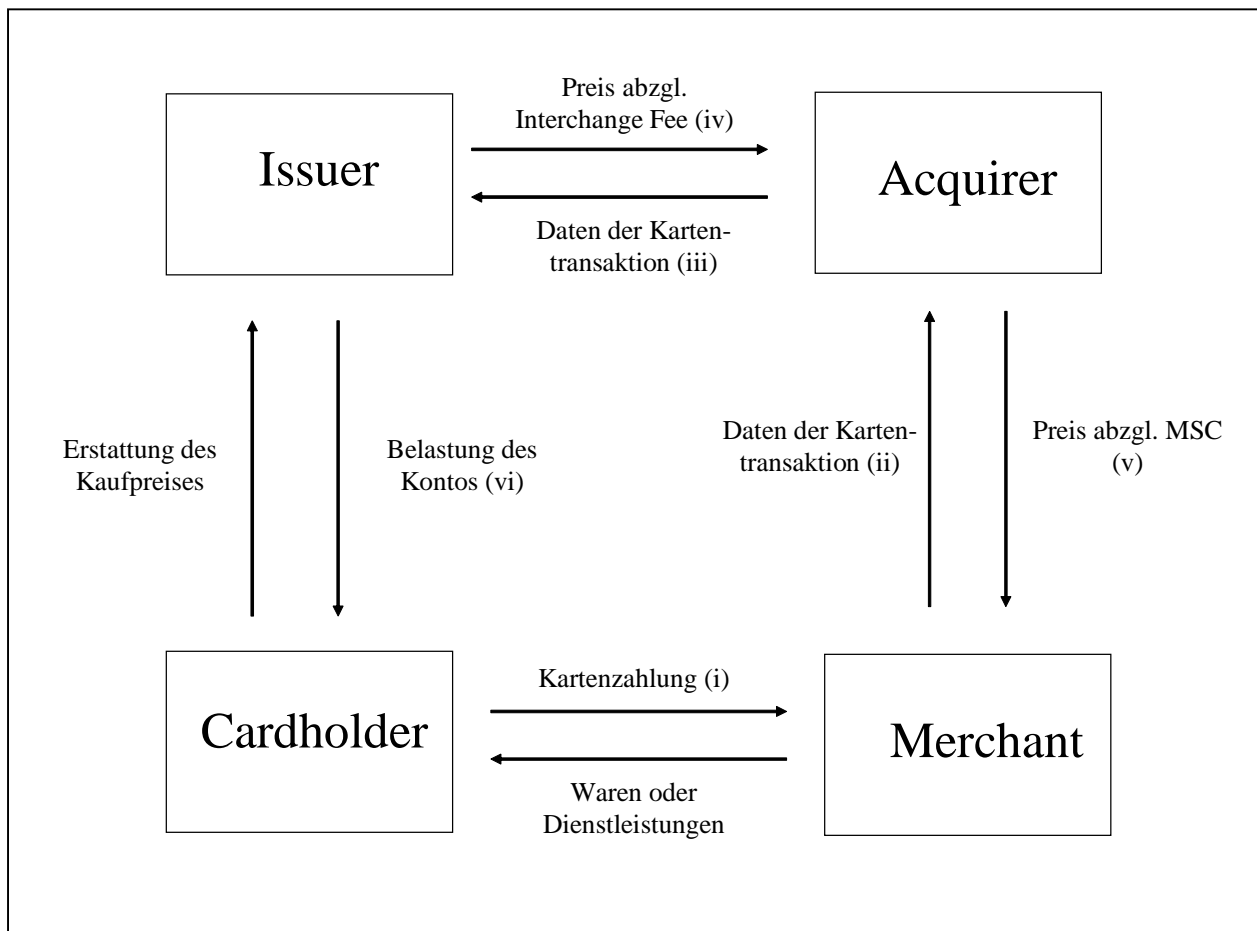 Preis abzgl.
Interchange Fee (iv)
Issuer
Acquirer
Daten der Karten-
transaktion (iii)
Erstattung des
Kaufpreises
Belastung des
Kontos (vi)
Daten der Karten-
transaktion (ii)
Preis abzgl. MSC
(v)
Kartenzahlung (i)
Cardholder
Merchant
Waren oder
Dienstleistungen